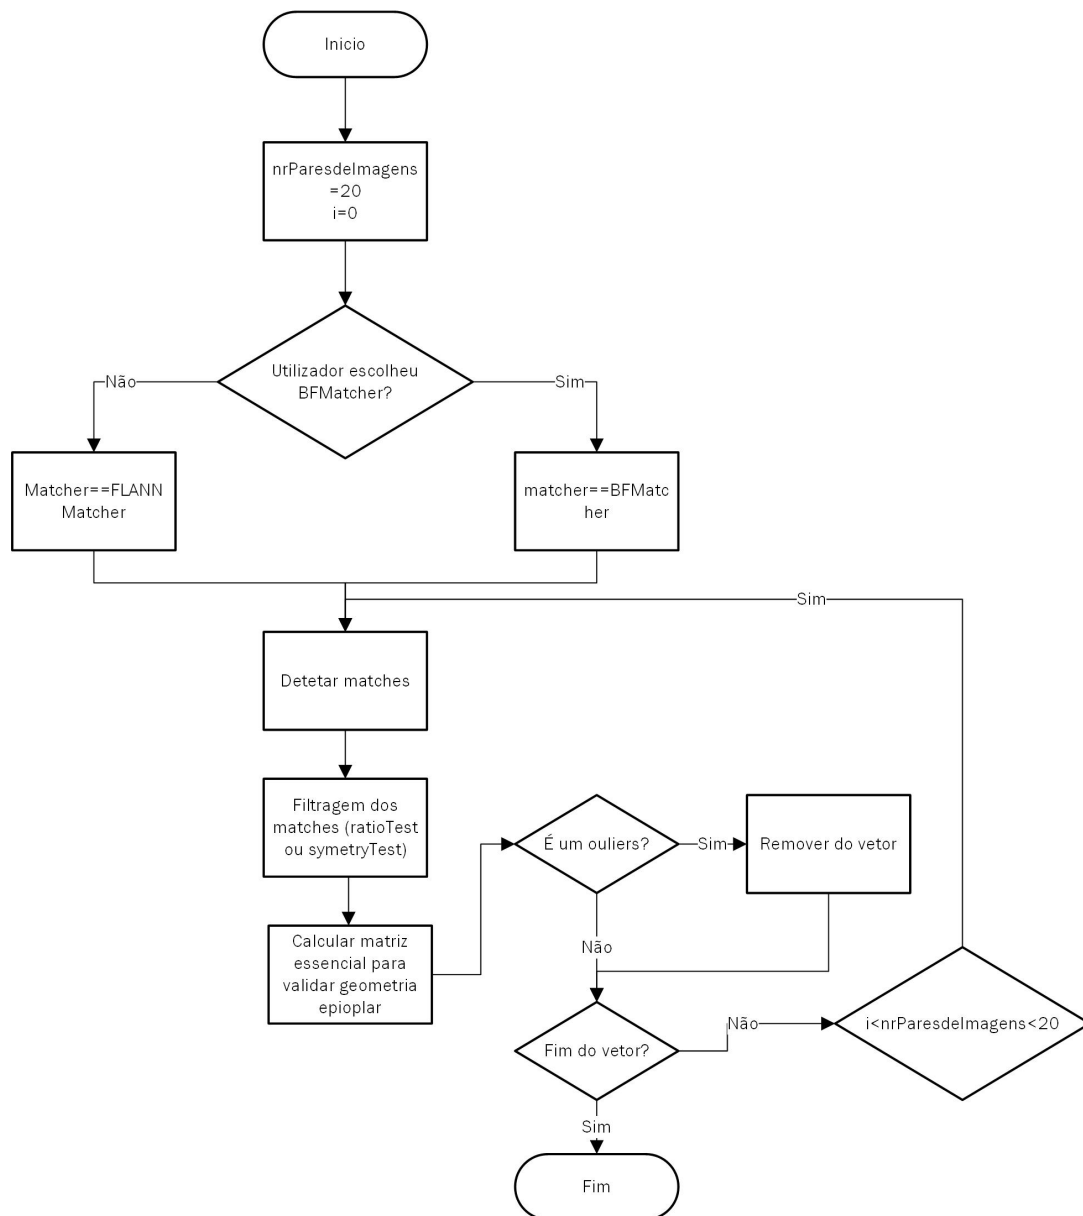 Inicio
nrParesdeImagens
=20
i=0
Utilizador escolheu
BFMatcher?
Não
Sim
Matcher==FLANN
Matcher
matcher==BFMatc
her
Sim
Detetar matches
Filtragem dos
matches (ratioTest
ou symetryTest)
É um ouliers?
Sim
Remover do vetor
Calcular matriz
essencial para
validar geometria
epioplar
Não
Fim do vetor?
Não
i<nrParesdeImagens<20
Sim
Fim